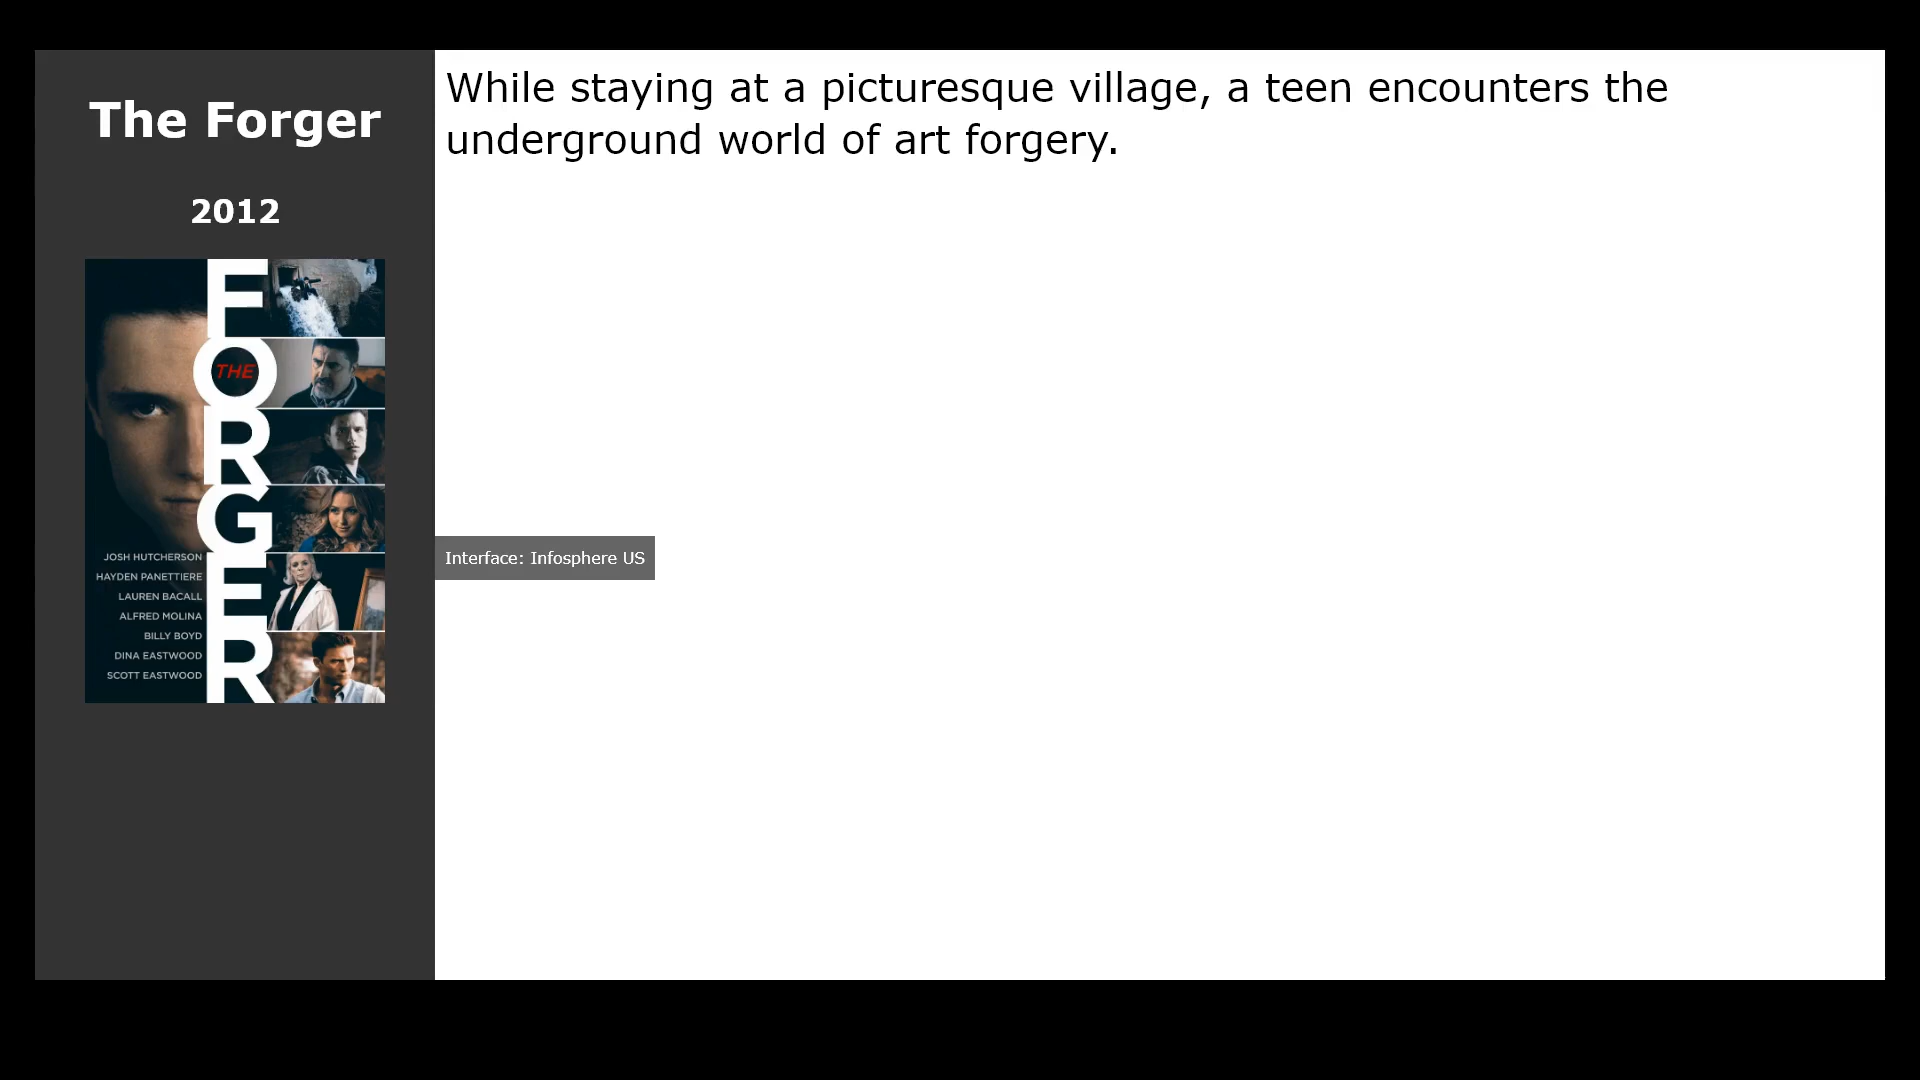 The Forger
2012
FORGER
THE
JOSH HUTCHERSON
HAYDEN PANETTIERE
LAUREN BACALL
ALFRED MOLINA
BILLY BOYD
DINA EASTWOOD
SCOTT EASTWOOD
While staying at a picturesque village, a teen encounters the
underground world of art forgery.
Interface: Infosphere US